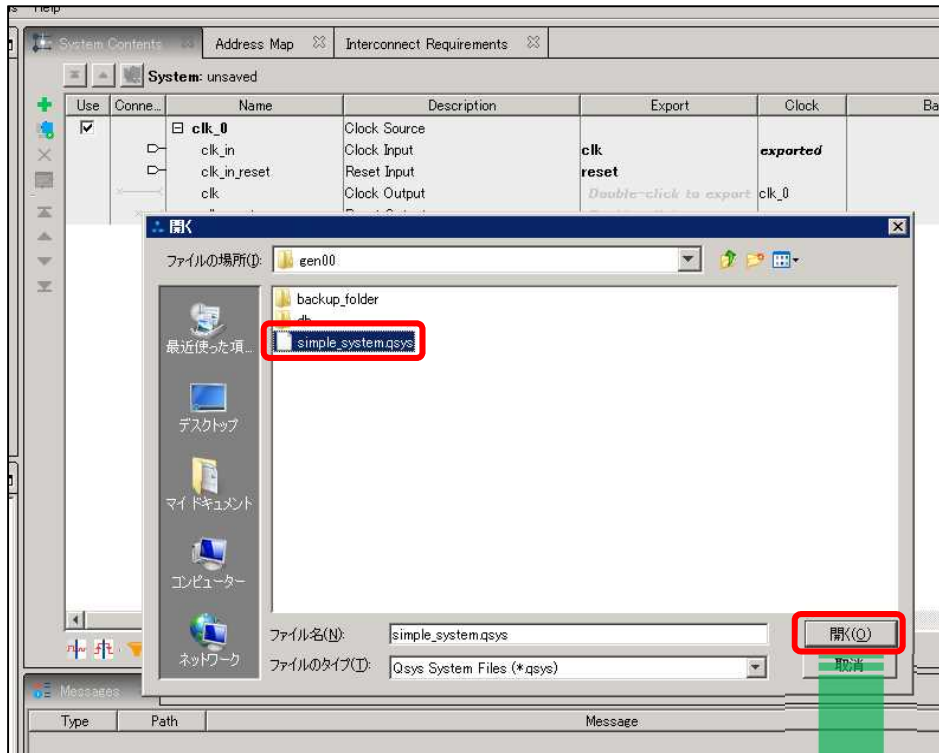 Help
System Contents Address Map Interconnect Requirements
System: unsaved
Use Conne... Name Description Export Clock Ba
clk_0 Clock Source
clk_in Clock Input clk exported
clk_in_reset Reset Input reset
clk Clock Output Double-click to export clk_0
開く
ファイルの場所(I): gen00
backup_folder
db
simple_system.qsys
最近使った項...
デスクトップ
マイ ドキュメント
コンピューター
ネットワーク
ファイル名(N): simple_system.qsys 開く(O)
ファイルのタイプ(T): Qsys System Files (*.qsys) 取消
Messages
Type Path Message